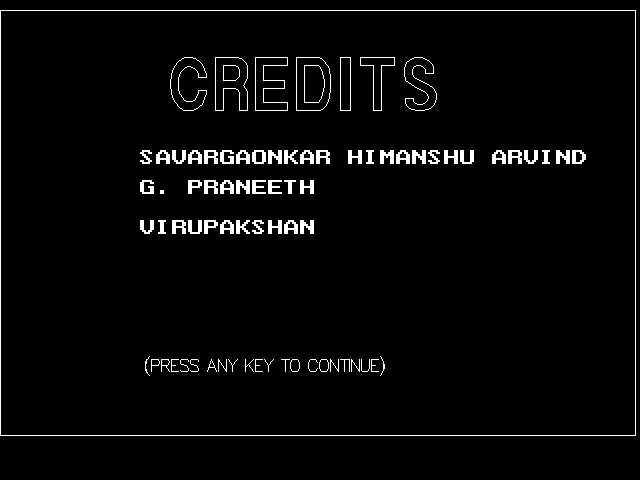 CREDITS
SAVARGAONKAR HIMANSHU ARVIND
G. PRANEETH
VIRUPAKSHAN
(PRESS ANY KEY TO CONTINUE)